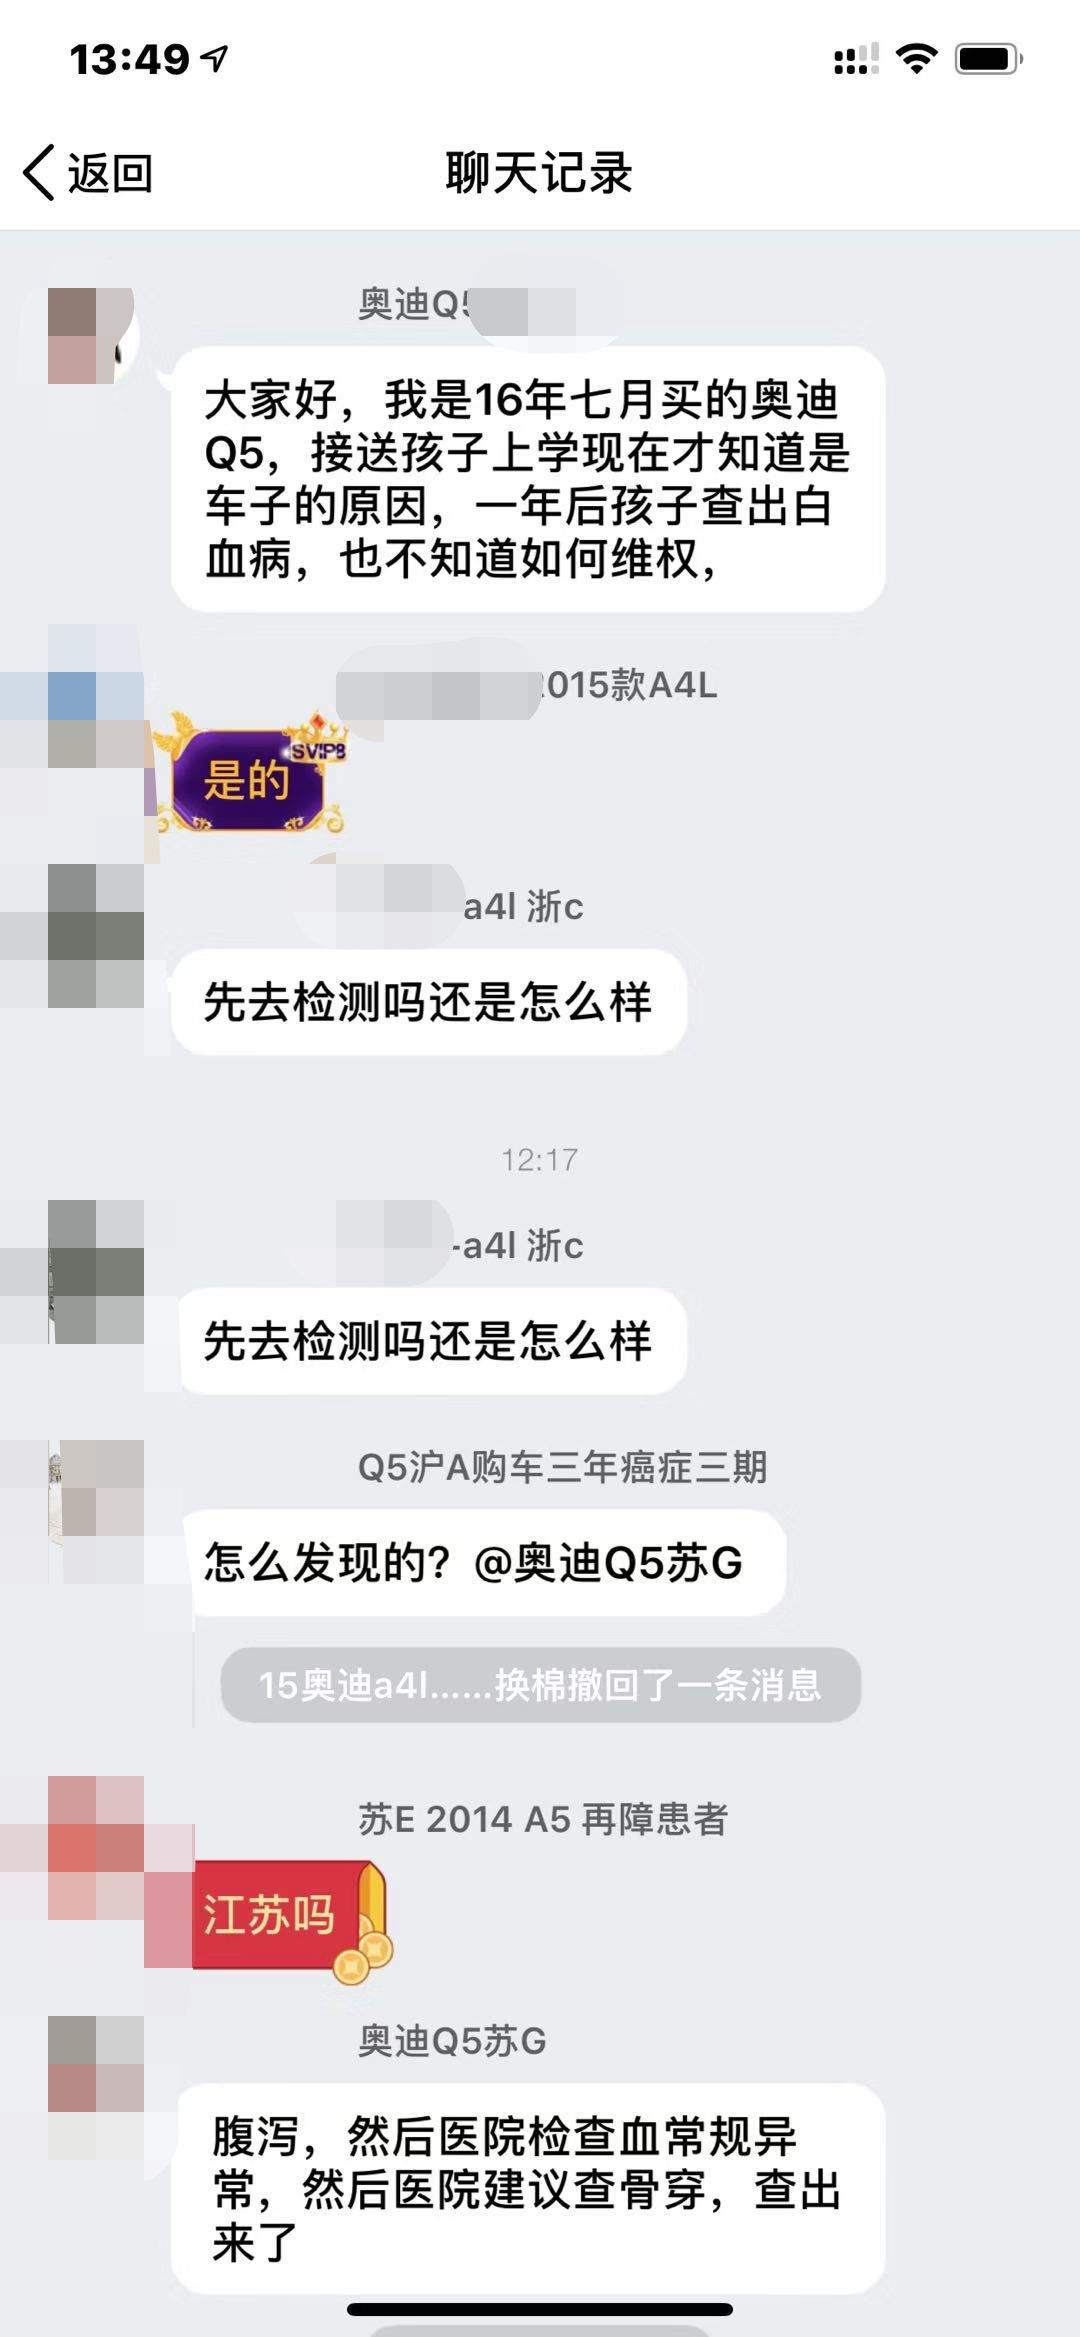 13:49
返回
聊天记录
奥迪Q5
大家好，我是16年七月买的奥迪
Q5，接送孩子上学现在才知道是
车子的原因，一年后孩子查出白
血病，也不知道如何维权，
2015款A4L
SVIP8
是的
a4l 浙c
先去检测吗还是怎么样
12:17
-a4l 浙c
先去检测吗还是怎么样
Q5沪A购车三年癌症三期
怎么发现的？@奥迪Q5苏G
15奥迪a4l......换棉撤回了一条消息
苏E 2014 A5 再障患者
江苏吗
奥迪Q5苏G
腹泻，然后医院检查血常规异
常，然后医院建议查骨穿，查出
来了